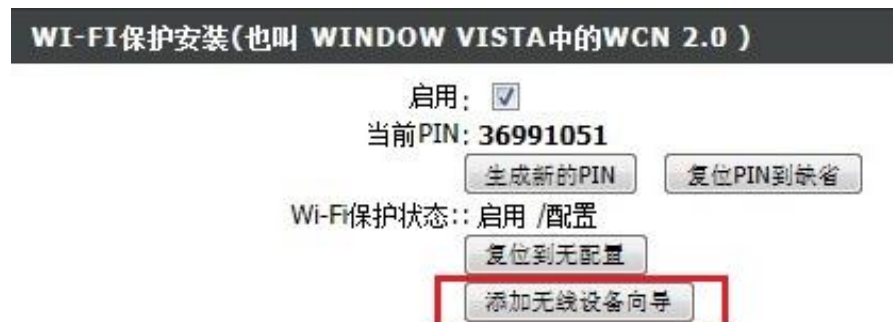 WI-FI保护安装(也叫 WINDOW VISTA中的WCN 2.0 )
启用:
当前PIN: 36991051
生成新的PIN 复位PIN到缺省
Wi-Fi保护状态:: 启用 /配置
复位到无配置
添加无线设备向导